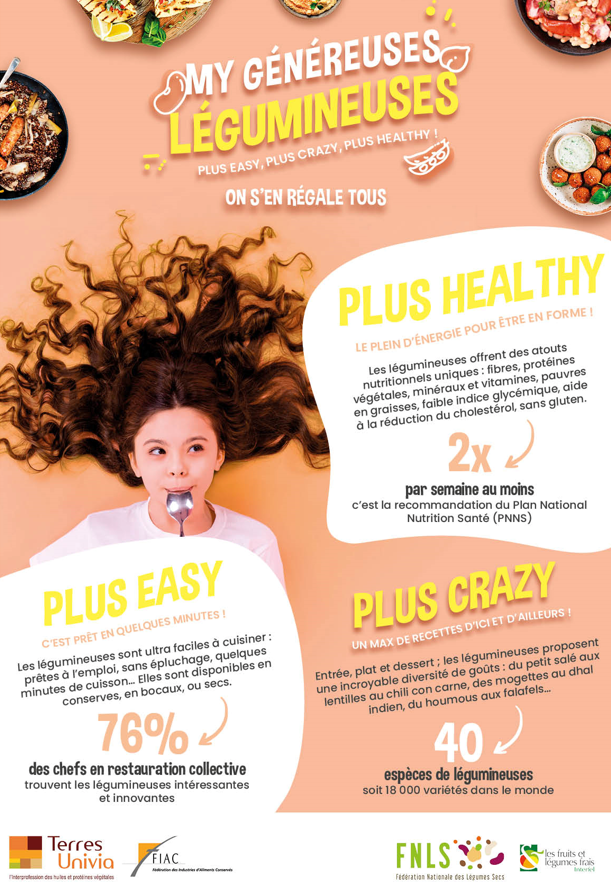 MY GÉNÉREUSES
LÉGUMINEUSES
PLUS EASY, PLUS CRAZY, PLUS HEALTHY !
ON S'EN RÉGALE TOUS
PLUS HEALTHY
LE PLEIN D'ÉNERGIE POUR ÊTRE EN FORME !
Les légumineuses offrent des atouts
nutritionnels uniques : fibres, protéines
végétales, minéraux et vitamines, pauvres
en graisses, faible indice glycémique, aide
à la réduction du cholestérol, sans gluten.
2x
par semaine au moins
c'est la recommandation du Plan National
Nutrition Santé (PNNS)
PLUS EASY
C'EST PRÊT EN QUELQUES MINUTES !
Les légumineuses sont ultra faciles à cuisiner :
prêtes à l'emploi, sans épluchage, quelques
minutes de cuisson... Elles sont disponibles en
conserves, en bocaux, ou secs.
76%
des chefs en restauration collective
trouvent les légumineuses intéressantes
et innovantes
PLUS CRAZY
UN MAX DE RECETTES D'ICI ET D'AILLEURS !
Entrée, plat et dessert ; les légumineuses proposent
une incroyable diversité de goûts : du petit salé aux
lentilles au chili con carne, des mogettes au dhal
indien, du houmous aux falafels...
40
espèces de légumineuses
soit 18 000 variétés dans le monde
Terres
Univia
l'Interprofession des huiles et protéines végétales
FIAC
Fédération des Industries d'Aliments Conservés
FNLS
Fédération Nationale des Légumes Secs
les fruits et
légumes frais
Interfel